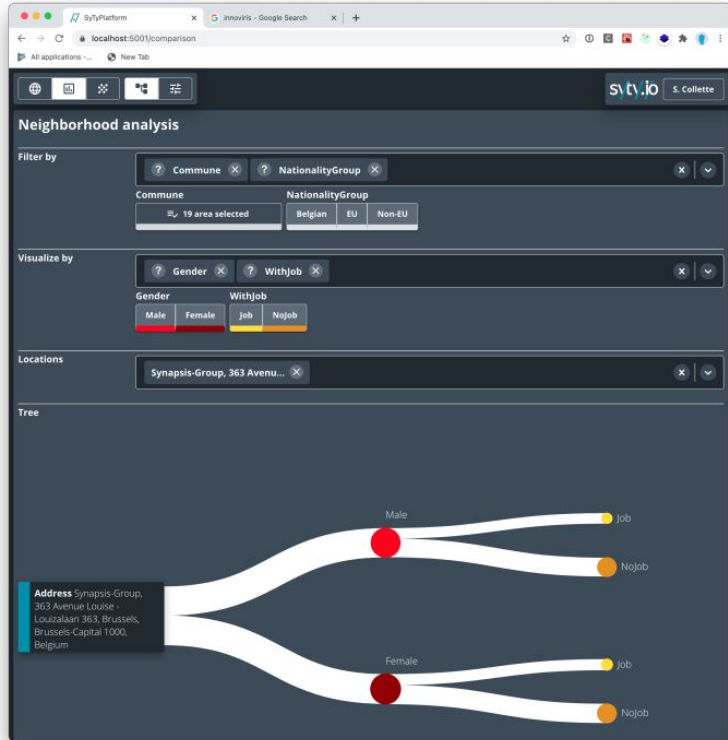 SyTyPlatform
innoviris - Google Search
localhost:5001/comparison
All applications -...
New Tab
syty.io
S. Collette
Neighborhood analysis
Filter by
? Commune
? NationalityGroup
Commune
NationalityGroup
19 area selected
Belgian
EU
Non-EU
Visualize by
? Gender
? WithJob
Gender
WithJob
Male
Female
Job
NoJob
Locations
Synapsis-Group, 363 Avenu...
Tree
Male
Job
NoJob
Address Synapsis-Group,
363 Avenue Louise -
Louizalaan 363, Brussels,
Brussels-Capital 1000,
Belgium
Female
Job
NoJob